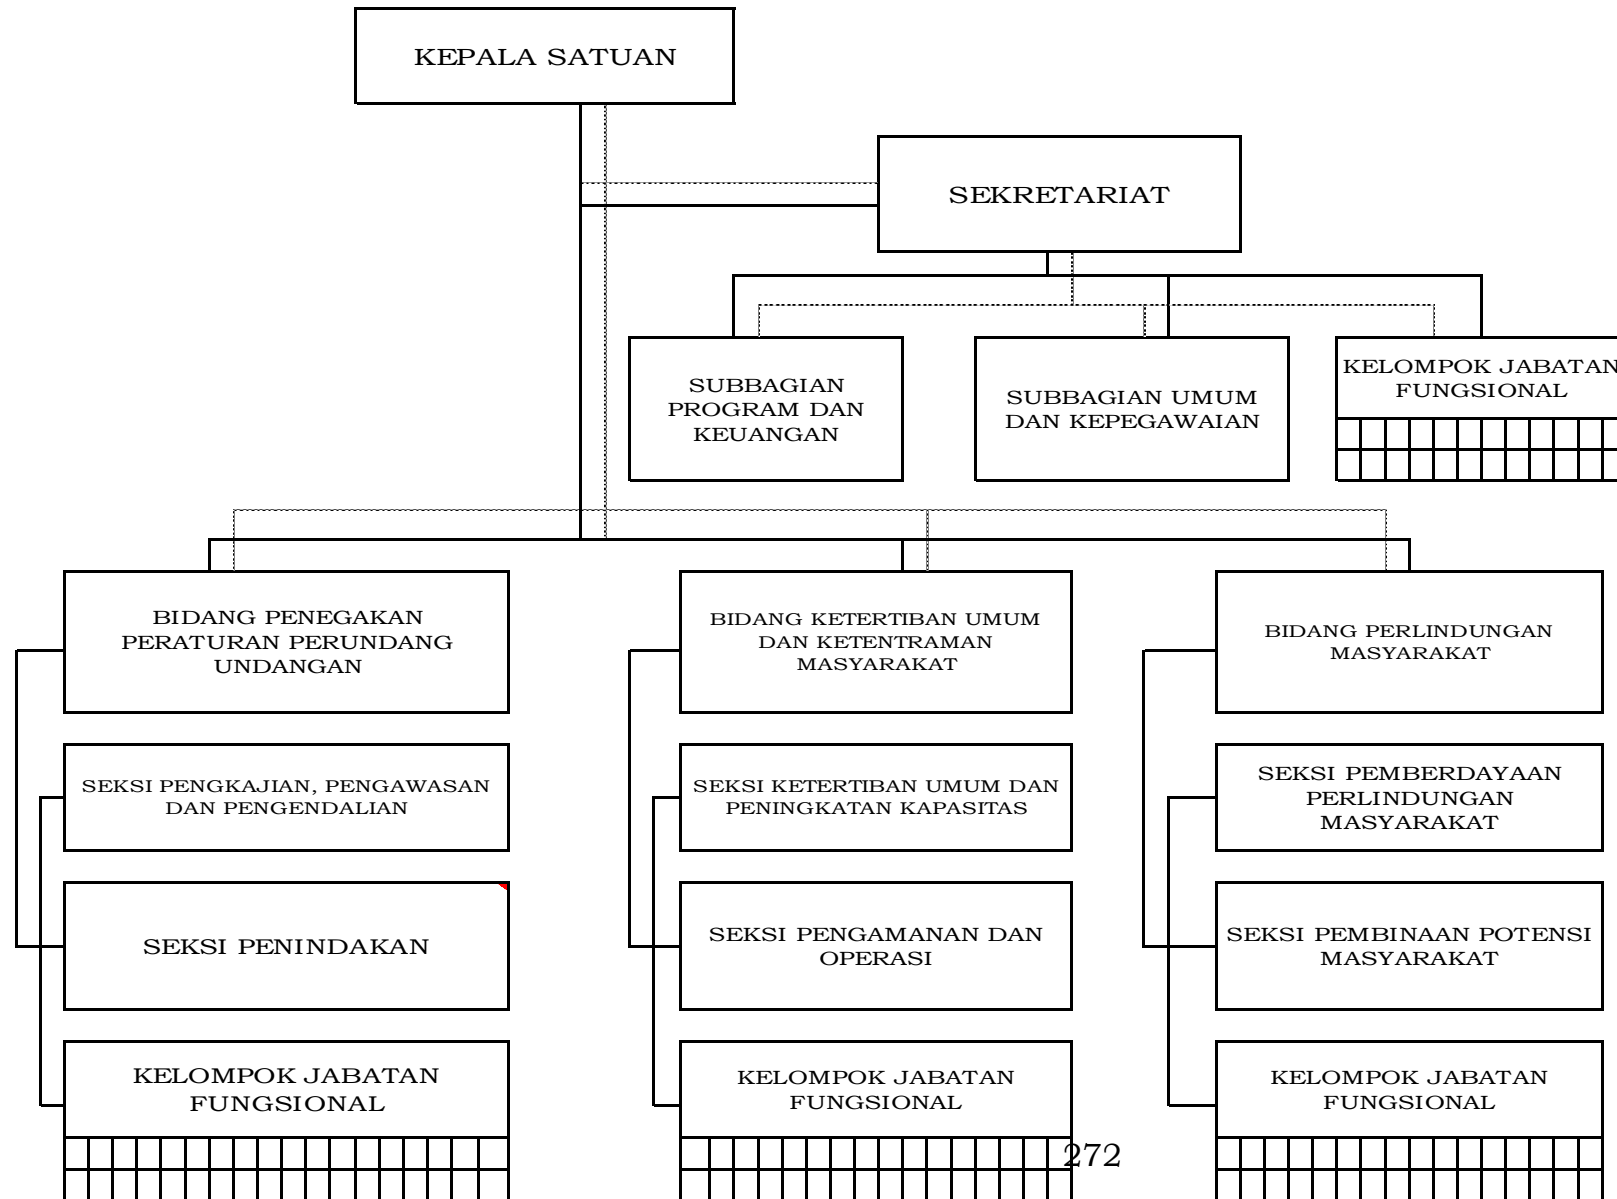 KEPALA SATUAN
SEKRETARIAT
SUBBAGIAN
PROGRAM DAN
KEUANGAN
SUBBAGIAN UMUM
DAN KEPEGAWAIAN
KELOMPOK JABATAN
FUNGSIONAL
BIDANG PENEGAKAN
PERATURAN PERUNDANG
UNDANGAN
BIDANG KETERTIBAN UMUM
DAN KETENTRAMAN
MASYARAKAT
BIDANG PERLINDUNGAN
MASYARAKAT
SEKSI PENGKAJIAN, PENGAWASAN
DAN PENGENDALIAN
SEKSI KETERTIBAN UMUM DAN
PENINGKATAN KAPASITAS
SEKSI PEMBERDAYAAN
PERLINDUNGAN
MASYARAKAT
SEKSI PENINDAKAN
SEKSI PENGAMANAN DAN
OPERASI
SEKSI PEMBINAAN POTENSI
MASYARAKAT
KELOMPOK JABATAN
FUNGSIONAL
KELOMPOK JABATAN
FUNGSIONAL
KELOMPOK JABATAN
FUNGSIONAL
272